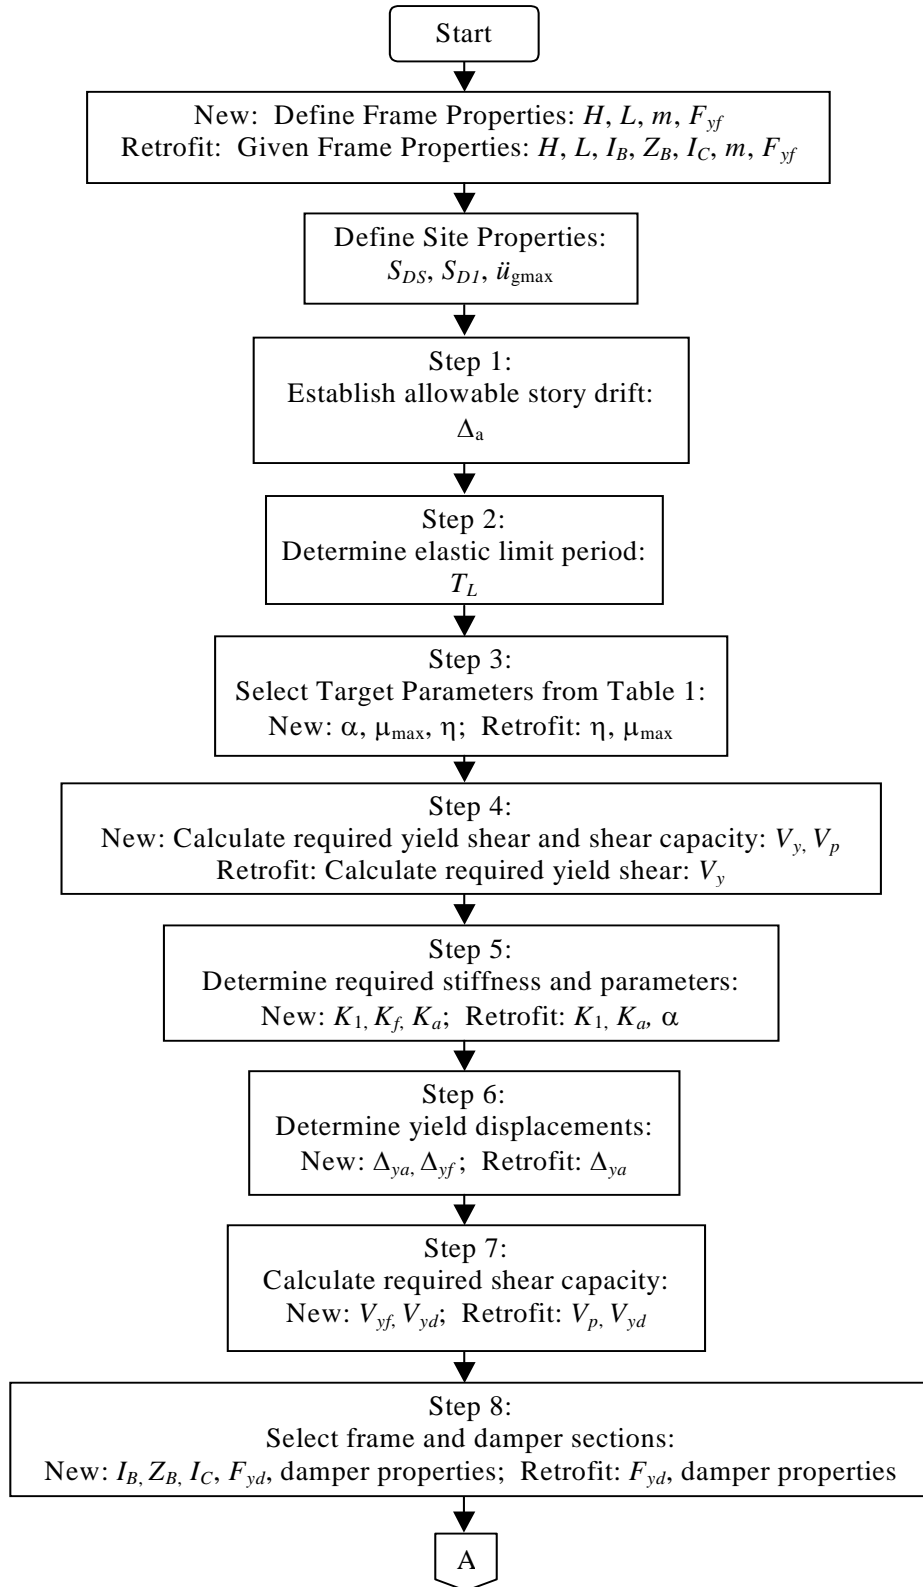 Start
New: Define Frame Properties: H, L, m, F_yf
Retrofit: Given Frame Properties: H, L, I_B, Z_B, I_C, m, F_yf
Define Site Properties:
S_DS, S_D1, ü_gmax
Step 1:
Establish allowable story drift:
Δ_a
Step 2:
Determine elastic limit period:
T_L
Step 3:
Select Target Parameters from Table 1:
New: α, μ_max, η; Retrofit: η, μ_max
Step 4:
New: Calculate required yield shear and shear capacity: V_y, V_p
Retrofit: Calculate required yield shear: V_y
Step 5:
Determine required stiffness and parameters:
New: K_1, K_f, K_a; Retrofit: K_1, K_a, α
Step 6:
Determine yield displacements:
New: Δ_ya, Δ_yf; Retrofit: Δ_ya
Step 7:
Calculate required shear capacity:
New: V_yf, V_yd; Retrofit: V_p, V_yd
Step 8:
Select frame and damper sections:
New: I_B, Z_B, I_C, F_yd, damper properties; Retrofit: F_yd, damper properties
A